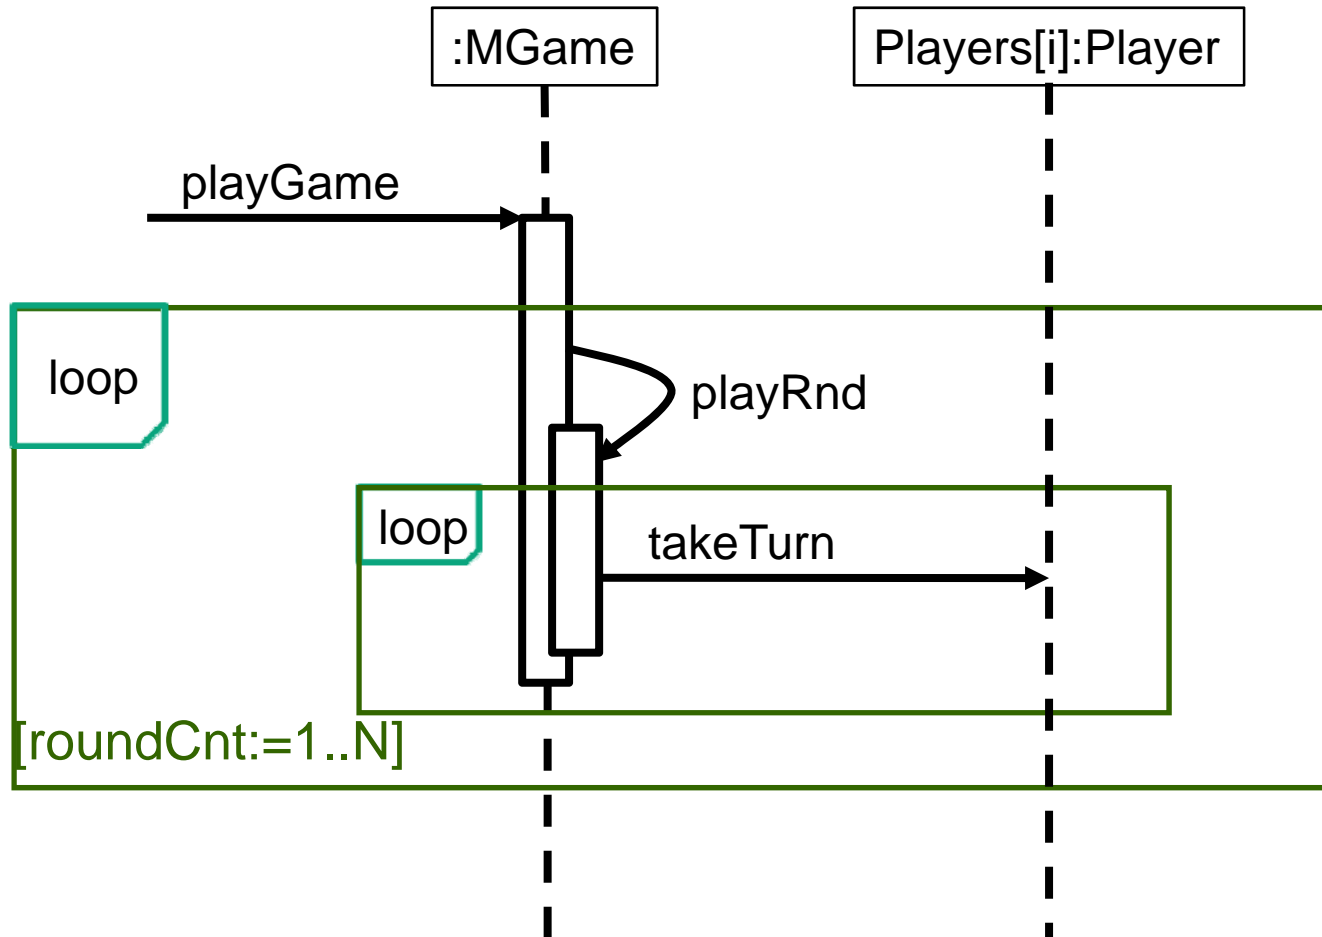 :MGame
Players[i]:Player
playGame
loop
playRnd
loop
takeTurn
[roundCnt:=1..N]